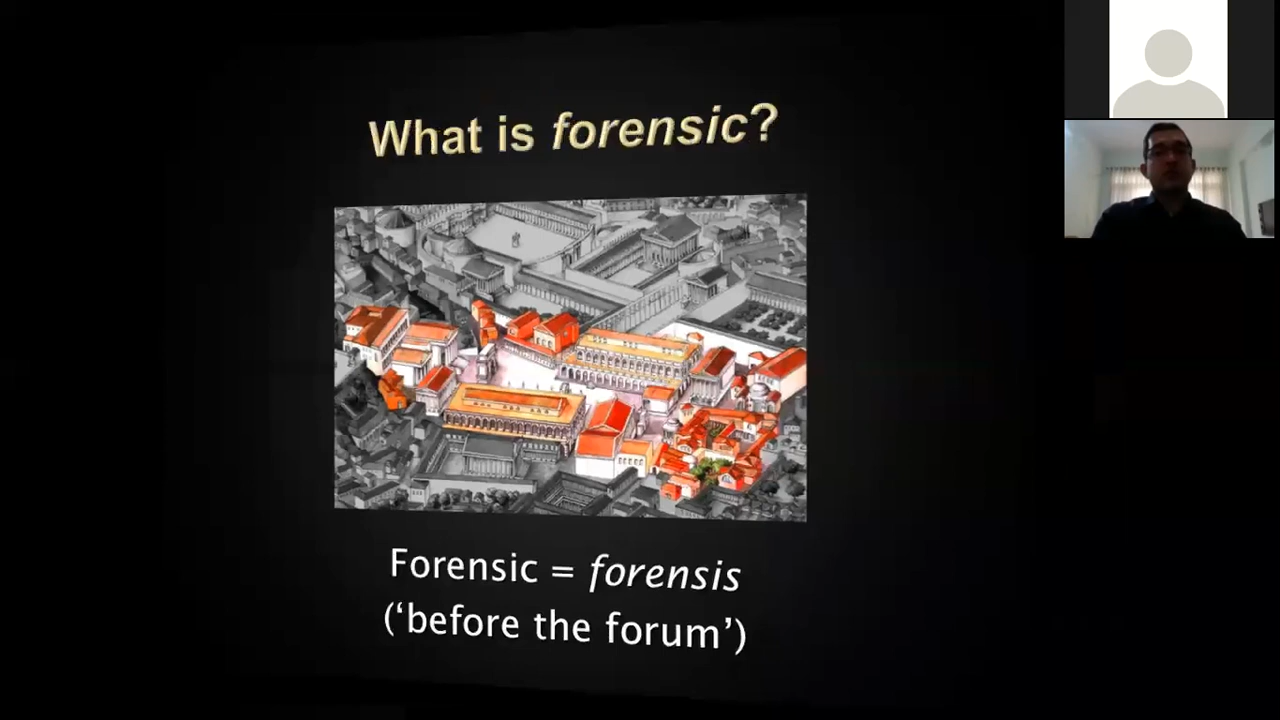 What is forensic?
Forensic = forensis
(‘before the forum’)